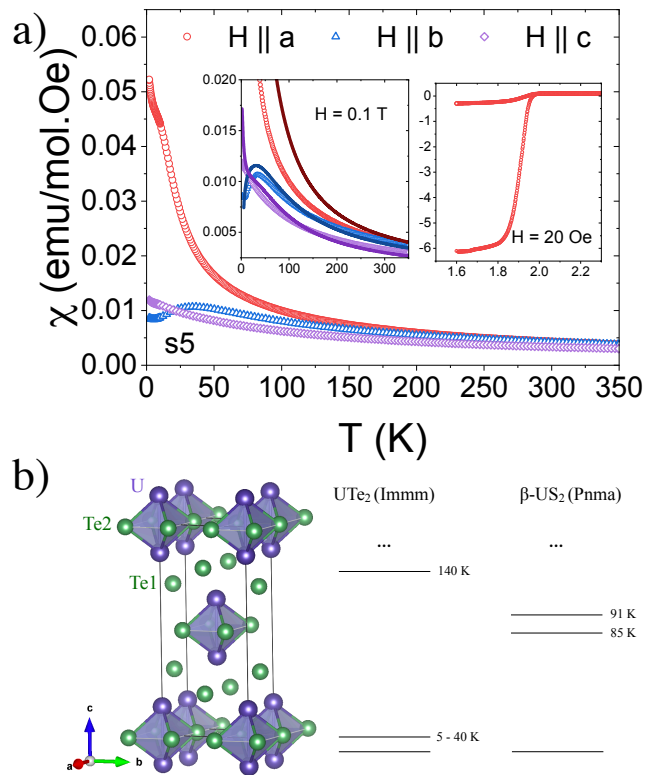 a)
H || a
H || b
H || c
χ (emu/mol.Oe)
0.06
0.05
0.04
0.03
0.02
0.01
0.00
0.020
0.015
0.010
0.005
H = 0.1 T
0 100 200 300
0
-1
-2
-3
-4
-5
-6
H = 20 Oe
1.6 1.8 2.0 2.2
s5
0 50 100 150 200 250 300 350
T (K)
b)
U
Te2
Te1
c
a
b
UTe₂ (Immm)
β-US₂ (Pnma)
...
...
140 K
91 K
85 K
5 - 40 K